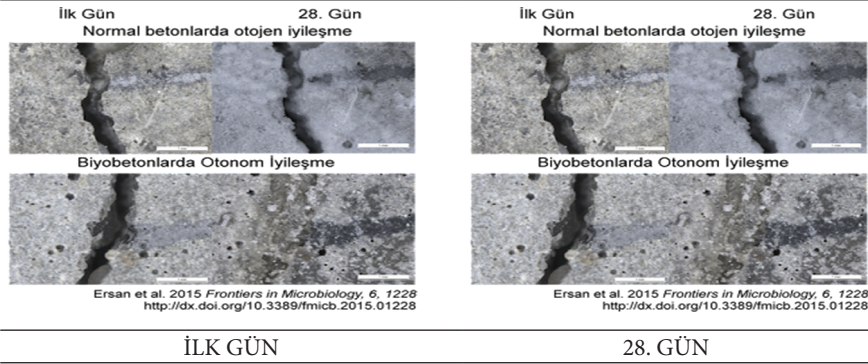 İlk Gün 28. Gün
Normal betonlarda otojen iyileşme
Biyobetonlarda Otonom İyileşme
Ersan et al. 2015 Frontiers in Microbiology, 6, 1228
http://dx.doi.org/10.3389/fmicb.2015.01228
İlk Gün 28. Gün
Normal betonlarda otojen iyileşme
Biyobetonlarda Otonom İyileşme
Ersan et al. 2015 Frontiers in Microbiology, 6, 1228
http://dx.doi.org/10.3389/fmicb.2015.01228
İLK GÜN 28. GÜN